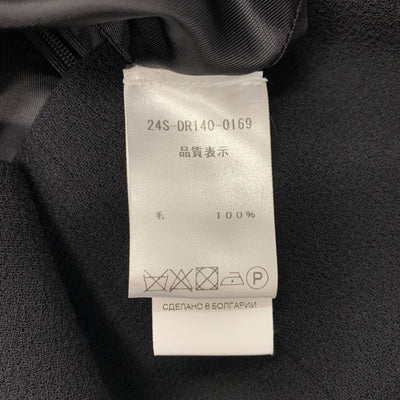 24S-DR140-0169
品質表示
毛 100%
P
СДЕЛАНО В БОЛГАРИИ